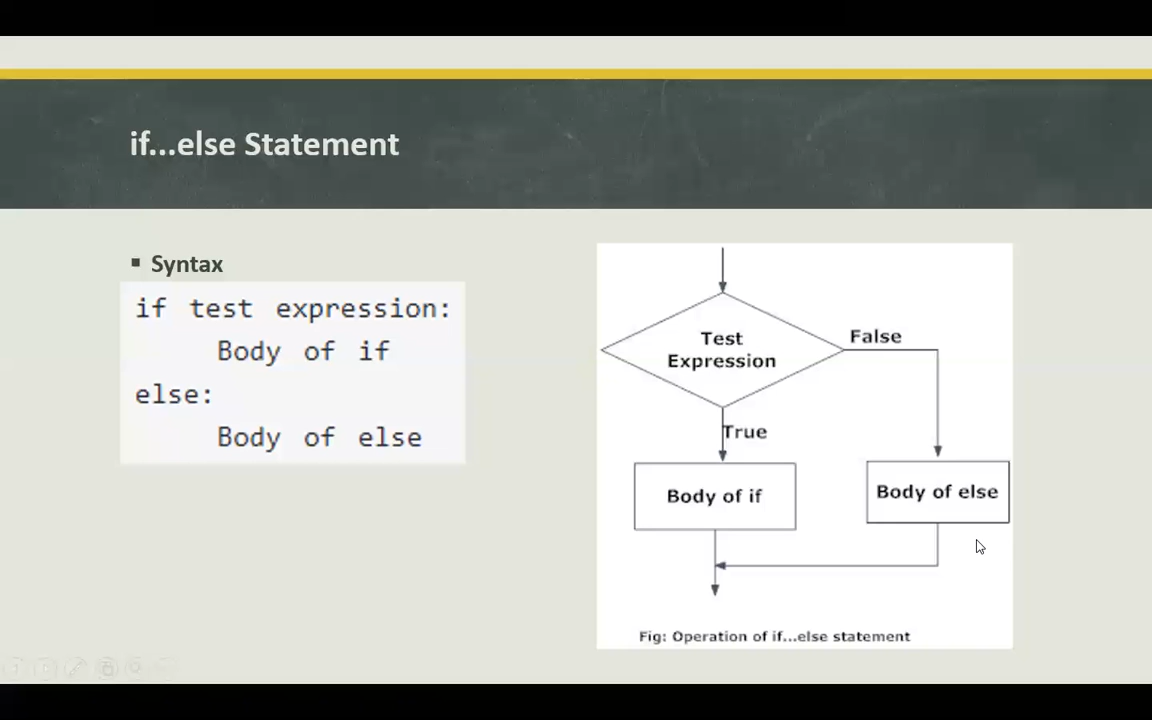 if...else Statement
▪ Syntax
if test expression:
Body of if
else:
Body of else
Test
Expression
False
True
Body of if
Body of else
Fig: Operation of if...else statement